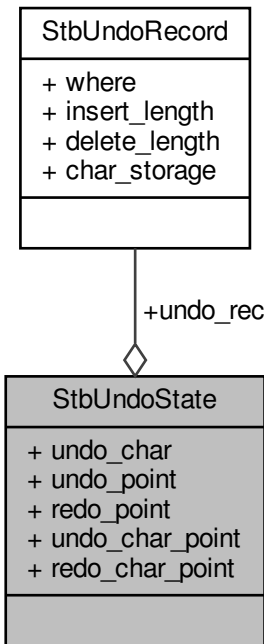 StbUndoRecord
+ where
+ insert_length
+ delete_length
+ char_storage
+undo_rec
StbUndoState
+ undo_char
+ undo_point
+ redo_point
+ undo_char_point
+ redo_char_point